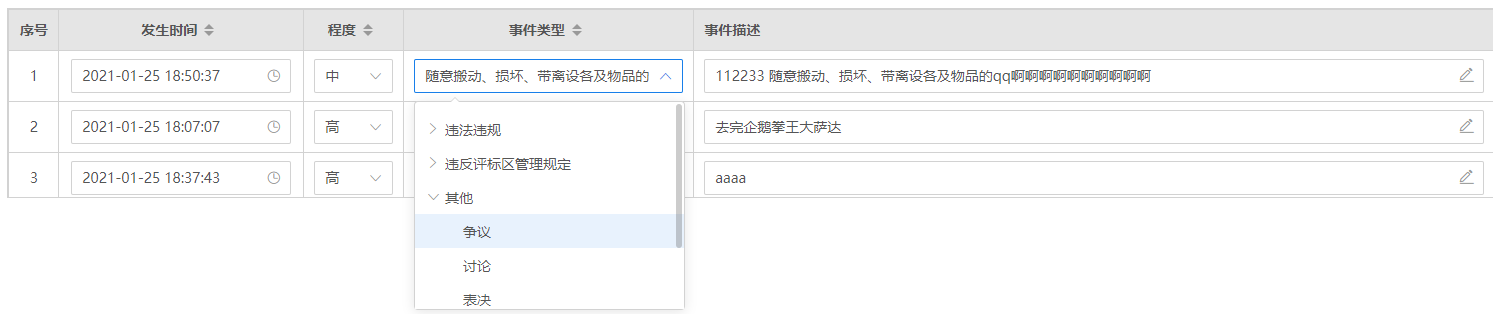 序号 发生时间 程度 事件类型 事件描述
1 2021-01-25 18:50:37 中 随意搬动、损坏、带离设各及物品的 112233 随意搬动、损坏、带离设各及物品的qq啊啊啊啊啊啊啊啊啊啊
2 2021-01-25 18:07:07 高 去完企鹅拳王大萨达
3 2021-01-25 18:37:43 高 aaaa
违法违规
违反评标区管理规定
其他
争议
讨论
表决